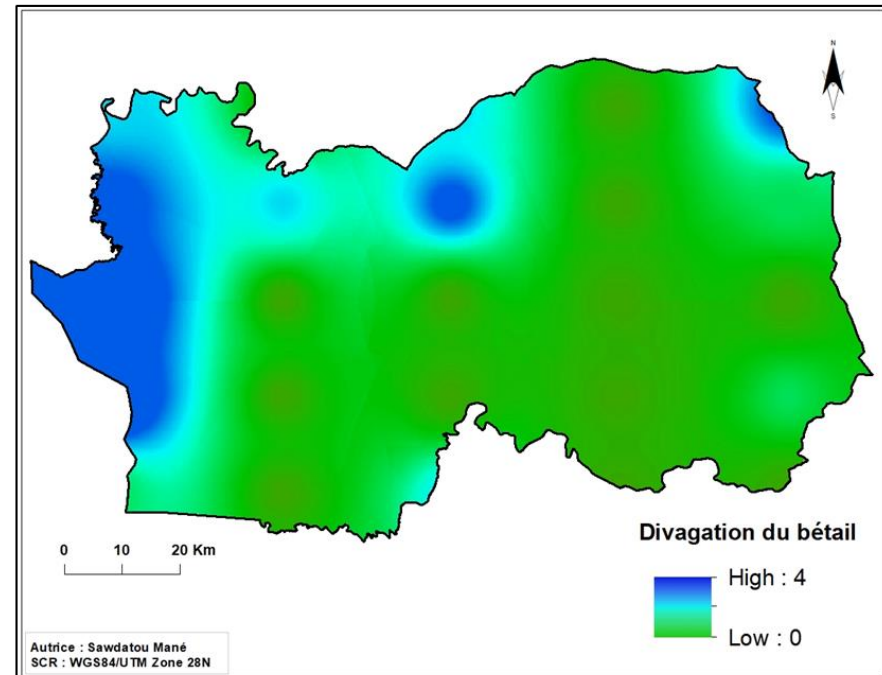 N
S
Divagation du bétail
High : 4
Low : 0
0 10 20 Km
Autrice : Sawdatou Mané
SCR : WGS84/UTM Zone 28N